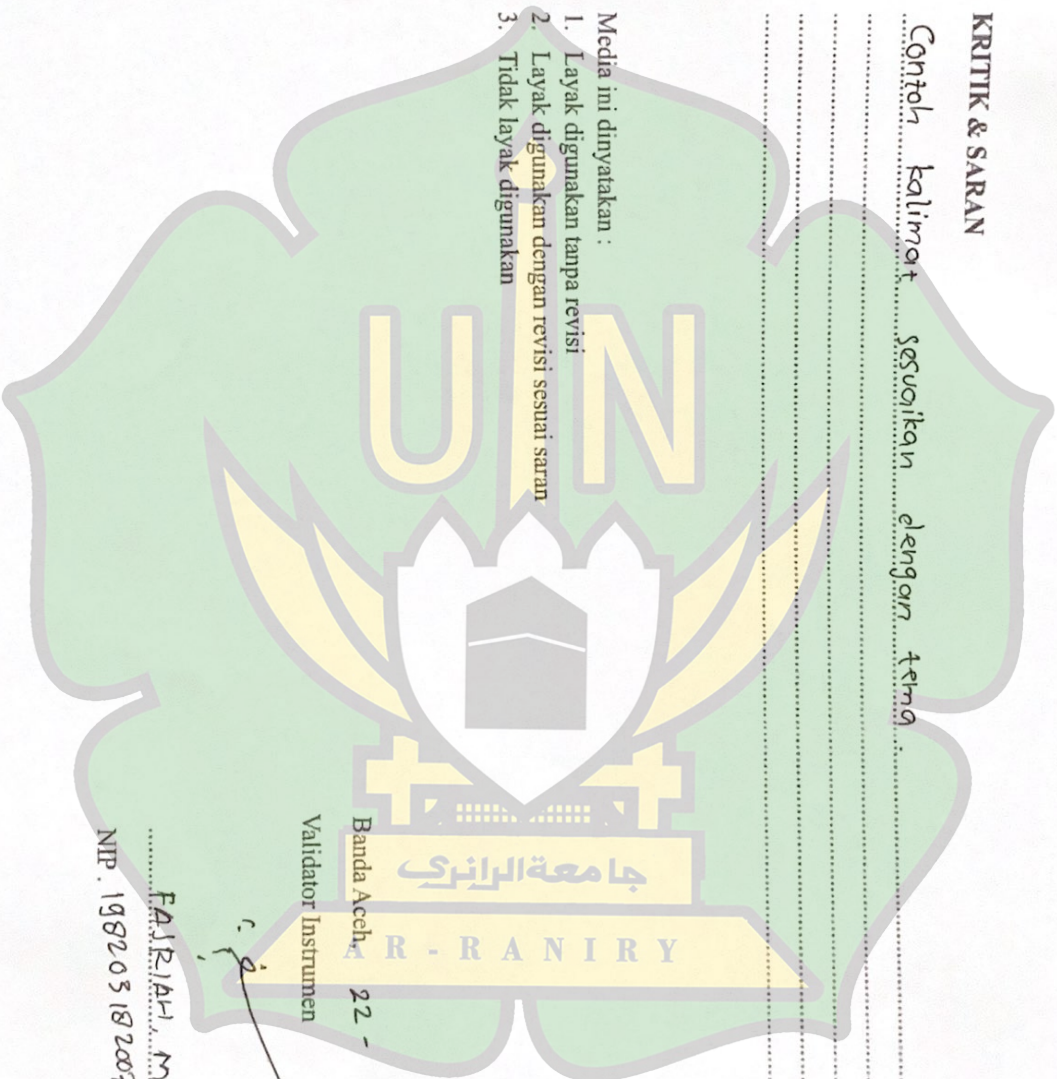 KRITIK & SARAN
Contoh kalimat sesuaikan dengan tema.
Media ini dinyatakan :
1. Layak digunakan tanpa revisi
2. Layak digunakan dengan revisi sesuai saran
3. Tidak layak digunakan
Banda Aceh, 22 -
Validator Instrumen
FAJRIAH, M
NIP. 198203182007
UIN
جامعة الرانري
AR-RANIRY